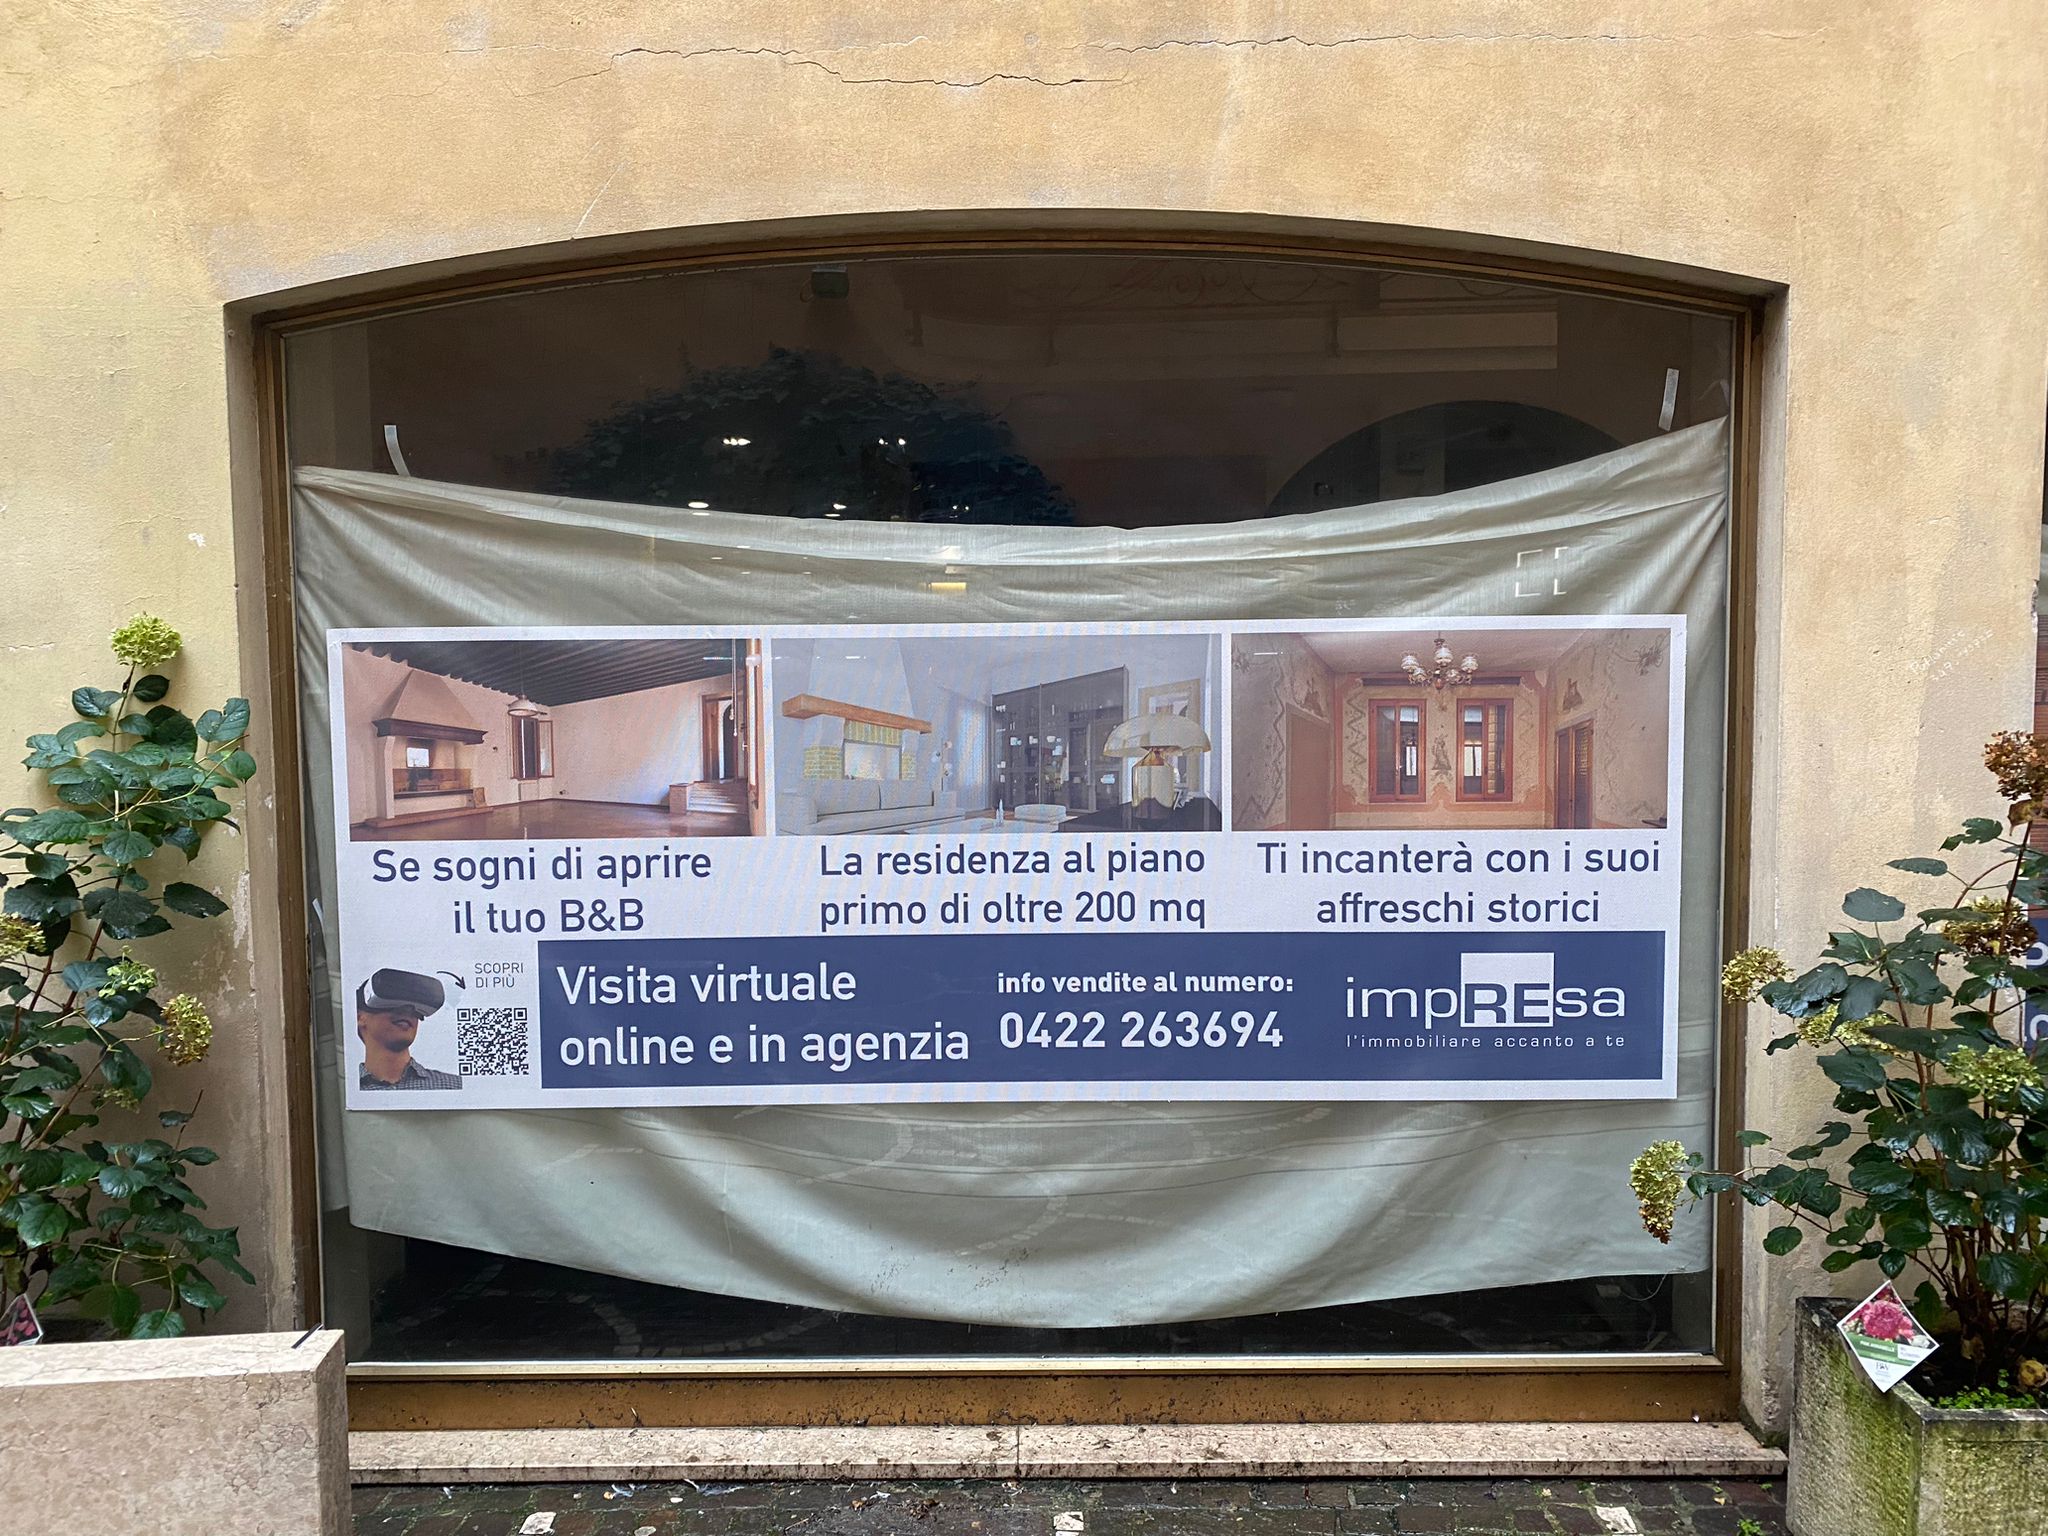 Se sogni di aprire
il tuo B&B
La residenza al piano
primo di oltre 200 mq
Ti incanterà con i suoi
affreschi storici
SCOPRI
DI PIÙ
Visita virtuale
online e in agenzia
info vendite al numero:
0422 263694
impREsa
l'immobiliare accanto a te